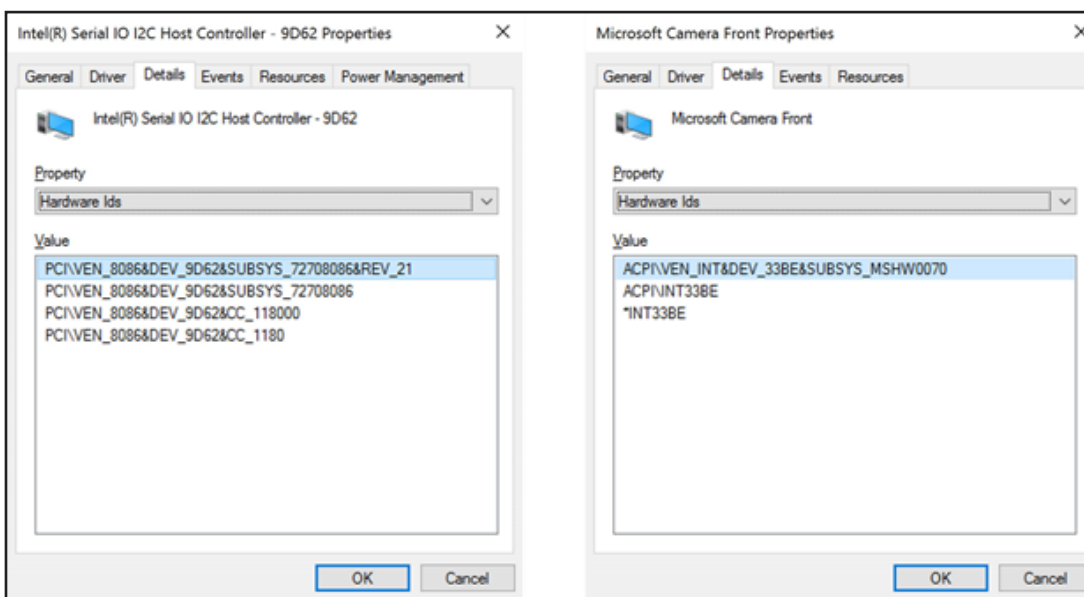 Intel(R) Serial IO I2C Host Controller - 9D62 Properties
General Driver Details Events Resources Power Management
Intel(R) Serial IO I2C Host Controller - 9D62
Property
Hardware Ids
Value
PCI\VEN_8086&DEV_9D62&SUBSYS_72708086&REV_21
PCI\VEN_8086&DEV_9D62&SUBSYS_72708086
PCI\VEN_8086&DEV_9D62&CC_118000
PCI\VEN_8086&DEV_9D62&CC_1180
OK Cancel
Microsoft Camera Front Properties
General Driver Details Events Resources
Microsoft Camera Front
Property
Hardware Ids
Value
ACPI\VEN_INT&DEV_33BE&SUBSYS_MSHW0070
ACPI\INT33BE
*INT33BE
OK Cancel